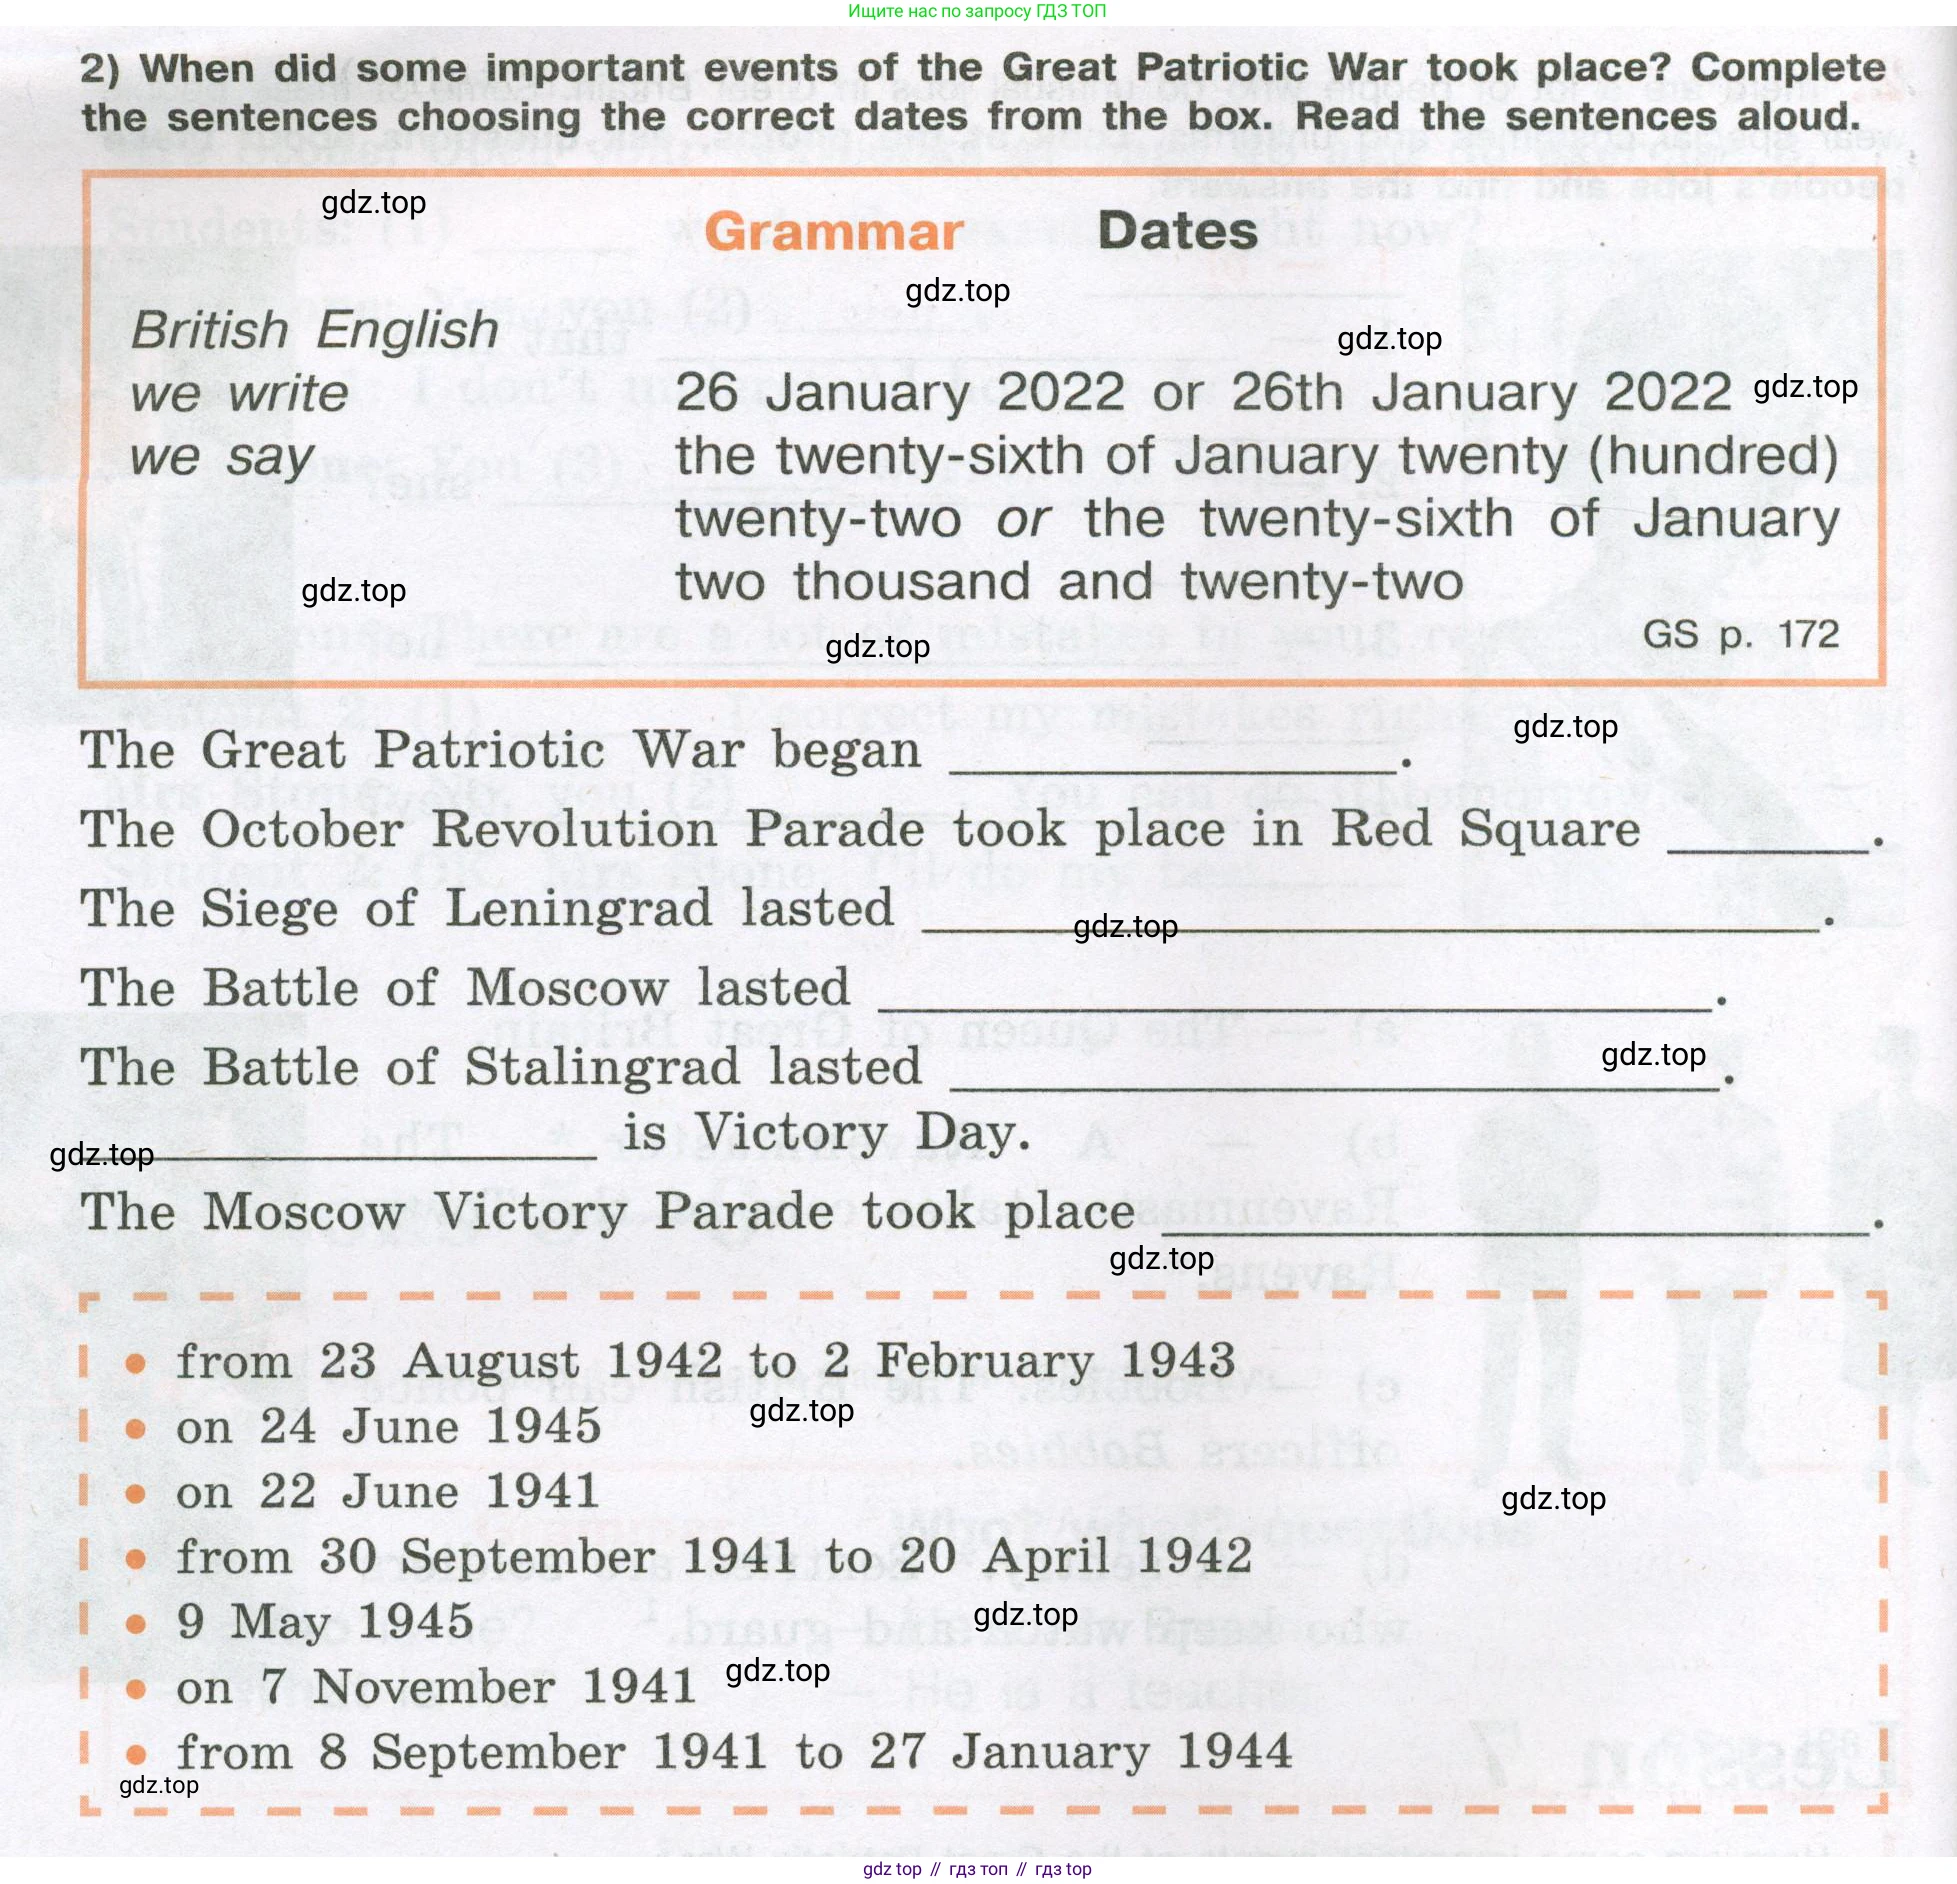 Ищите нас по запросу ГДЗ ТОП
2) When did some important events of the Great Patriotic War took place? Complete
the sentences choosing the correct dates from the box. Read the sentences aloud.
gdz.top
Grammar Dates
gdz.top
British English
gdz.top
we write 26 January 2022 or 26th January 2022 gdz.top
we say the twenty-sixth of January twenty (hundred)
twenty-two or the twenty-sixth of January
two thousand and twenty-two
gdz.top
GS p. 172
gdz.top
gdz.top
The Great Patriotic War began ______.
The October Revolution Parade took place in Red Square ______.
The Siege of Leningrad lasted ______.
gdz.top
The Battle of Moscow lasted ______.
The Battle of Stalingrad lasted ______.
gdz.top
______ is Victory Day.
gdz.top
The Moscow Victory Parade took place ______.
gdz.top
• from 23 August 1942 to 2 February 1943
gdz.top
• on 24 June 1945
• on 22 June 1941
gdz.top
• from 30 September 1941 to 20 April 1942
• 9 May 1945
gdz.top
• on 7 November 1941
gdz.top
• from 8 September 1941 to 27 January 1944
gdz.top
gdz top // гдз топ // гдз top